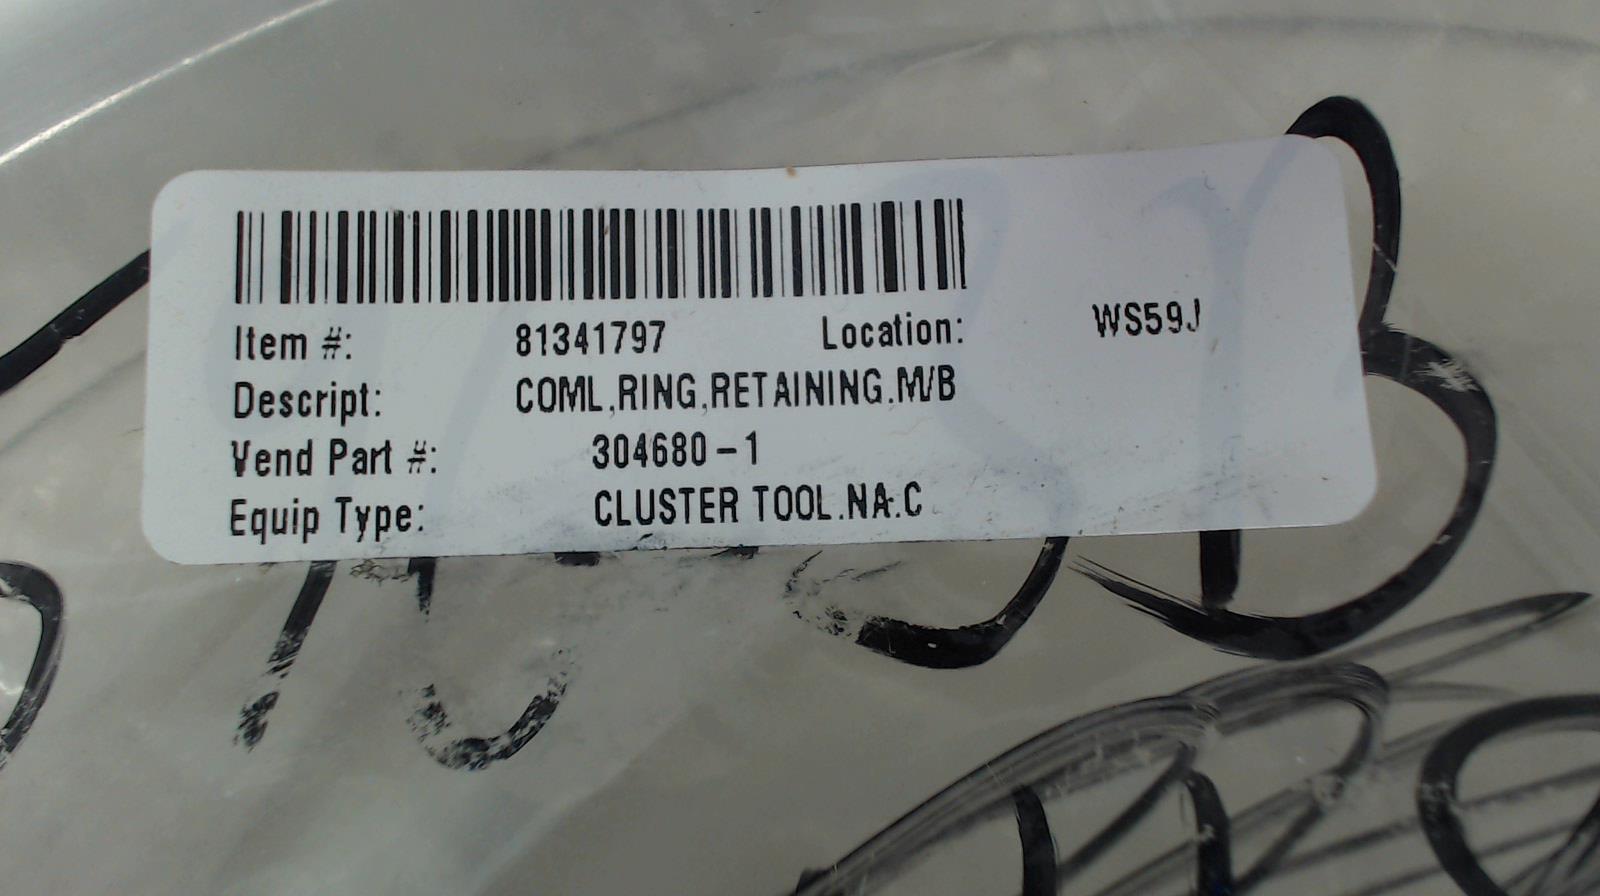 Item #: 81341797 Location: WS59J
Descript: COML,RING,RETAINING.M/B
Vend Part #: 304680-1
Equip Type: CLUSTER TOOL.NA.C